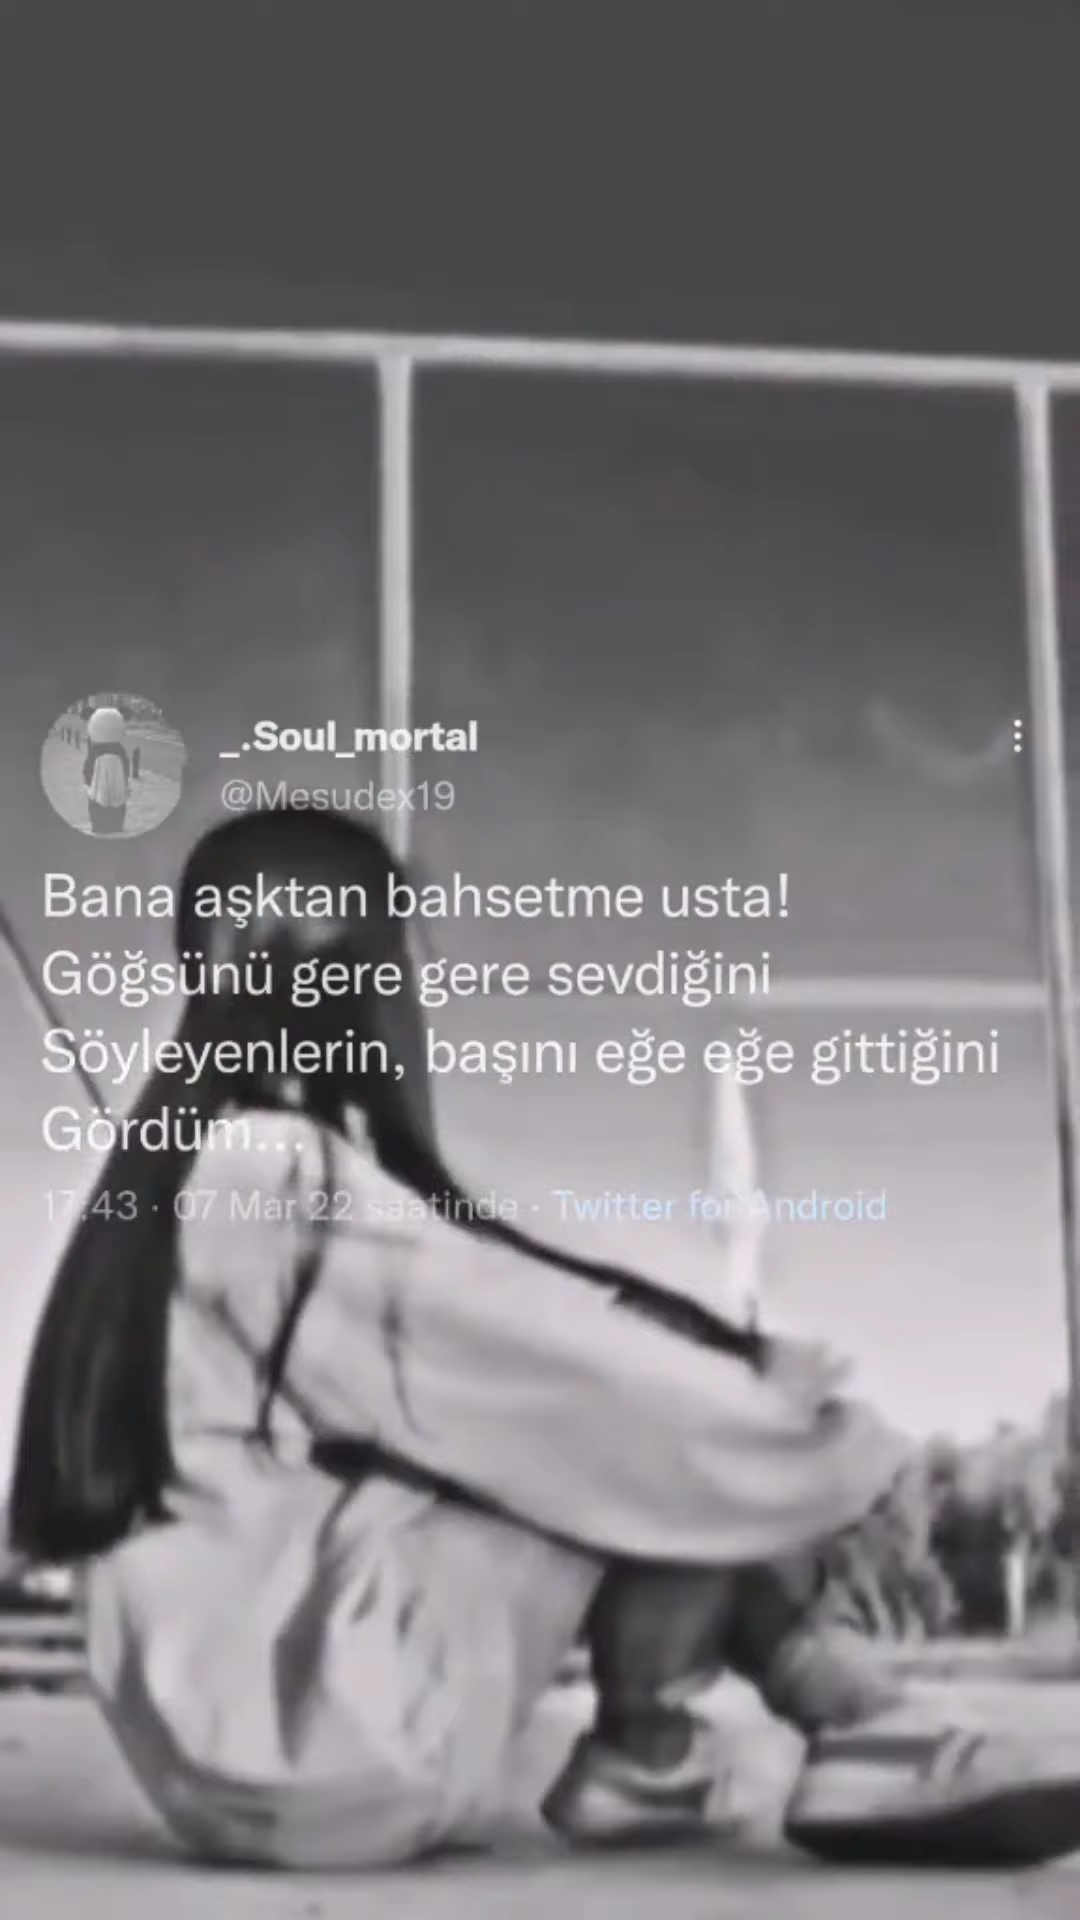 _.Soul_mortal
@Mesudex19
Bana aşktan bahsetme usta!
Göğsünü gere gere sevdiğini
Söyleyenlerin, başını eğe eğe gittiğini
Gördüm...
17:43 · 07 Mar 22 saatinde · Twitter for Android